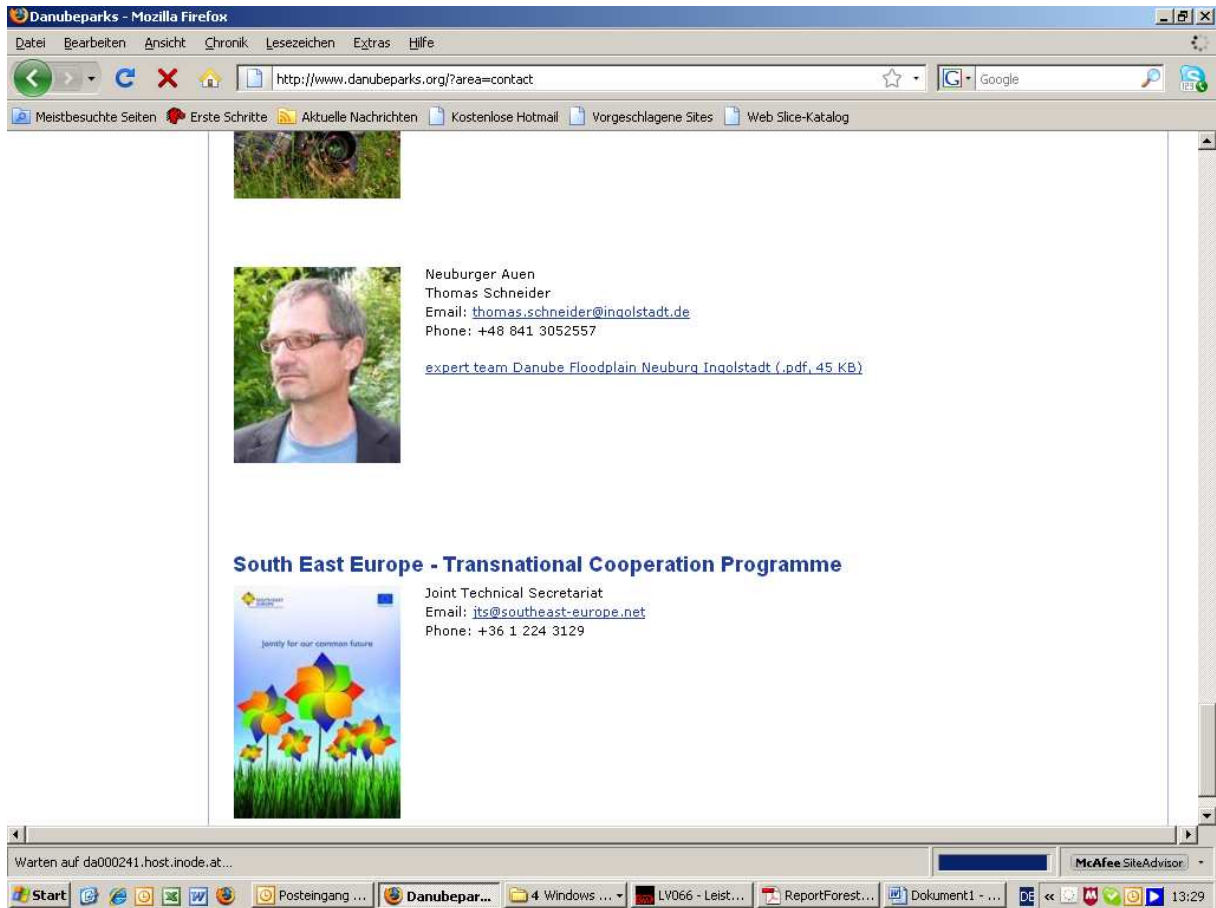 Danubeparks - Mozilla Firefox
Datei Bearbeiten Ansicht Chronik Lesezeichen Extras Hilfe
http://www.danubeparks.org/?area=contact
G Google
123
Meistbesuchte Seiten Erste Schritte Aktuelle Nachrichten Kostenlose Hotmail Vorgeschlagene Sites Web Slice-Katalog
Neuburger Auen
Thomas Schneider
Email: thomas.schneider@ingolstadt.de
Phone: +48 841 3052557
expert team Danube Floodplain Neuburg Ingolstadt (.pdf, 45 KB)
South East Europe - Transnational Cooperation Programme
Jointly for our common future
Joint Technical Secretariat
Email: jts@southeast-europe.net
Phone: +36 1 224 3129
Warten auf da000241.host.inode.at...
McAfee SiteAdvisor
Start Posteingang ... Danubepar... 4 Windows ... LV066 - Leist... ReportForest... Dokument1 - ... DE « 13:29